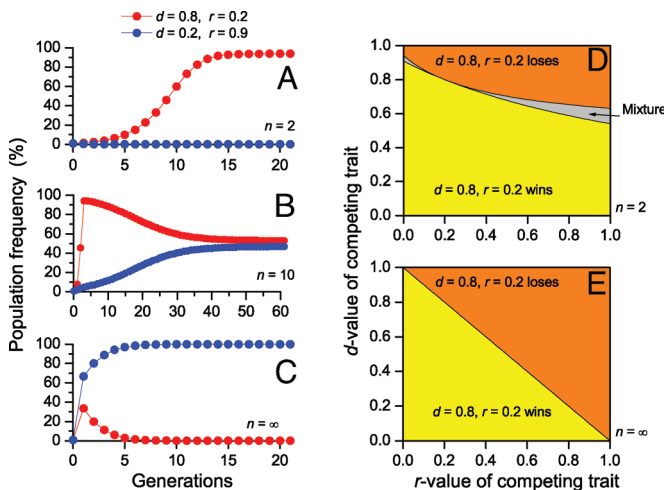 d = 0.8, r = 0.2
d = 0.2, r = 0.9
Population frequency (%)
100
80
60
40
20
0
A
n = 2
0
5
10
15
20
100
80
60
40
20
0
B
n = 10
0
10
20
30
40
50
60
100
80
60
40
20
0
C
n = ∞
0
5
10
15
20
Generations
d-value of competing trait
1.0
0.8
0.6
0.4
0.2
0.0
d = 0.8, r = 0.2 loses
D
Mixture
d = 0.8, r = 0.2 wins
n = 2
0.0
0.2
0.4
0.6
0.8
1.0
1.0
0.8
0.6
0.4
0.2
0.0
d = 0.8, r = 0.2 loses
E
d = 0.8, r = 0.2 wins
n = ∞
0.0
0.2
0.4
0.6
0.8
1.0
r-value of competing trait